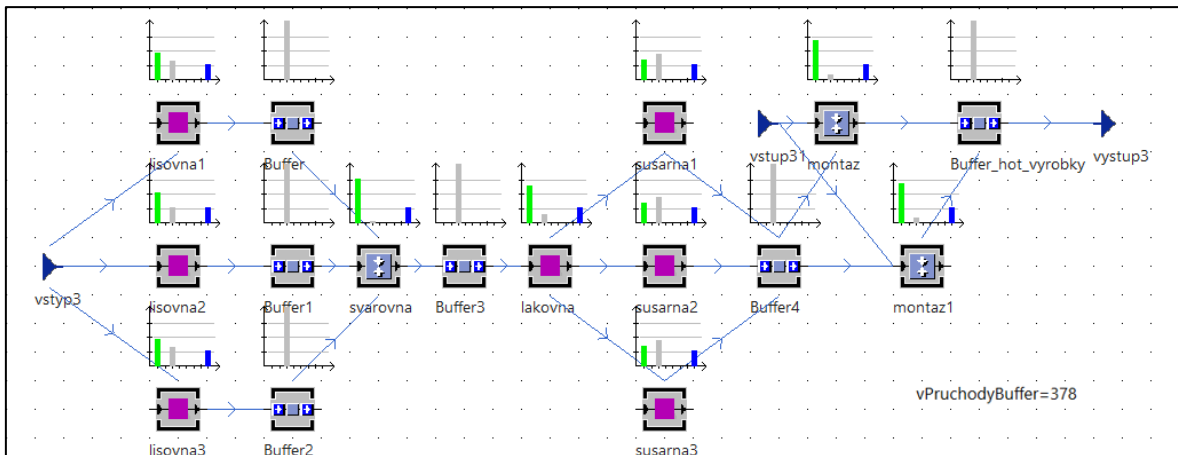 lisovna1
Buffer
susarna1
vstup31
montaz
Buffer_hot_vyrobky
vystup3
vstyp3
lisovna2
Buffer1
svarovna
Buffer3
lakovna
susarna2
Buffer4
montaz1
lisovna3
Buffer2
susarna3
vPruchodyBuffer=378